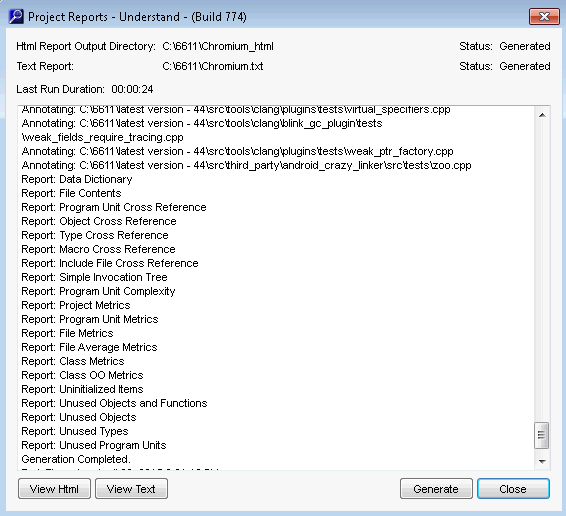 Project Reports - Understand - (Build 774)
Html Report Output Directory: C:\6611\Chromium_html Status: Generated
Text Report: C:\6611\Chromium.txt Status: Generated
Last Run Duration: 00:00:24
Annotating: C:\6611\latest version - 44\src\tools\clang\plugins\tests\virtual_specifiers.cpp
Annotating: C:\6611\latest version - 44\src\tools\clang\blink_gc_plugin\tests
\weak_fields_require_tracing.cpp
Annotating: C:\6611\latest version - 44\src\tools\clang\plugins\tests\weak_ptr_factory.cpp
Annotating: C:\6611\latest version - 44\src\third_party\android_crazy_linker\src\tests\zoo.cpp
Report: Data Dictionary
Report: File Contents
Report: Program Unit Cross Reference
Report: Object Cross Reference
Report: Type Cross Reference
Report: Macro Cross Reference
Report: Include File Cross Reference
Report: Simple Invocation Tree
Report: Program Unit Complexity
Report: Project Metrics
Report: Program Unit Metrics
Report: File Metrics
Report: File Average Metrics
Report: Class Metrics
Report: Class OO Metrics
Report: Uninitialized Items
Report: Unused Objects and Functions
Report: Unused Objects
Report: Unused Types
Report: Unused Program Units
Generation Completed.
View Html View Text Generate Close